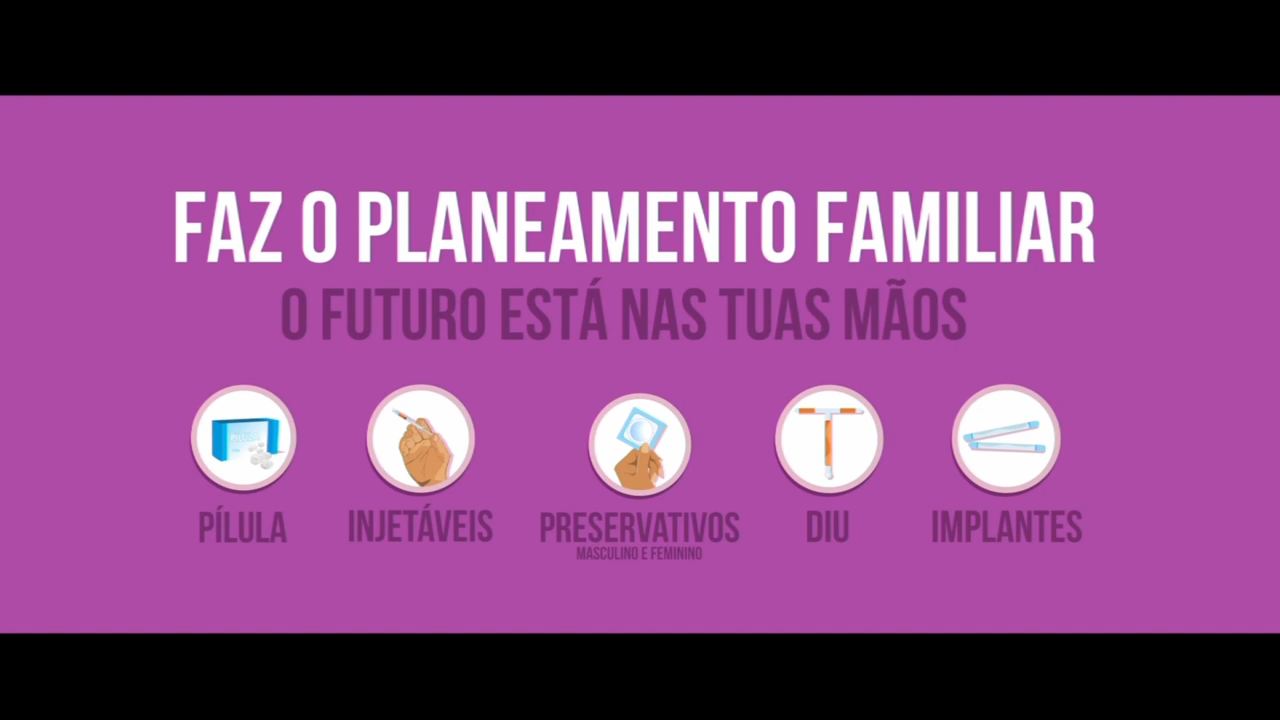 FAZ O PLANEAMENTO FAMILIAR
O FUTURO ESTÁ NAS TUAS MÃOS
PÍLULA
INJETÁVEIS
PRESERVATIVOS
MASCULINO E FEMININO
DIU
IMPLANTES